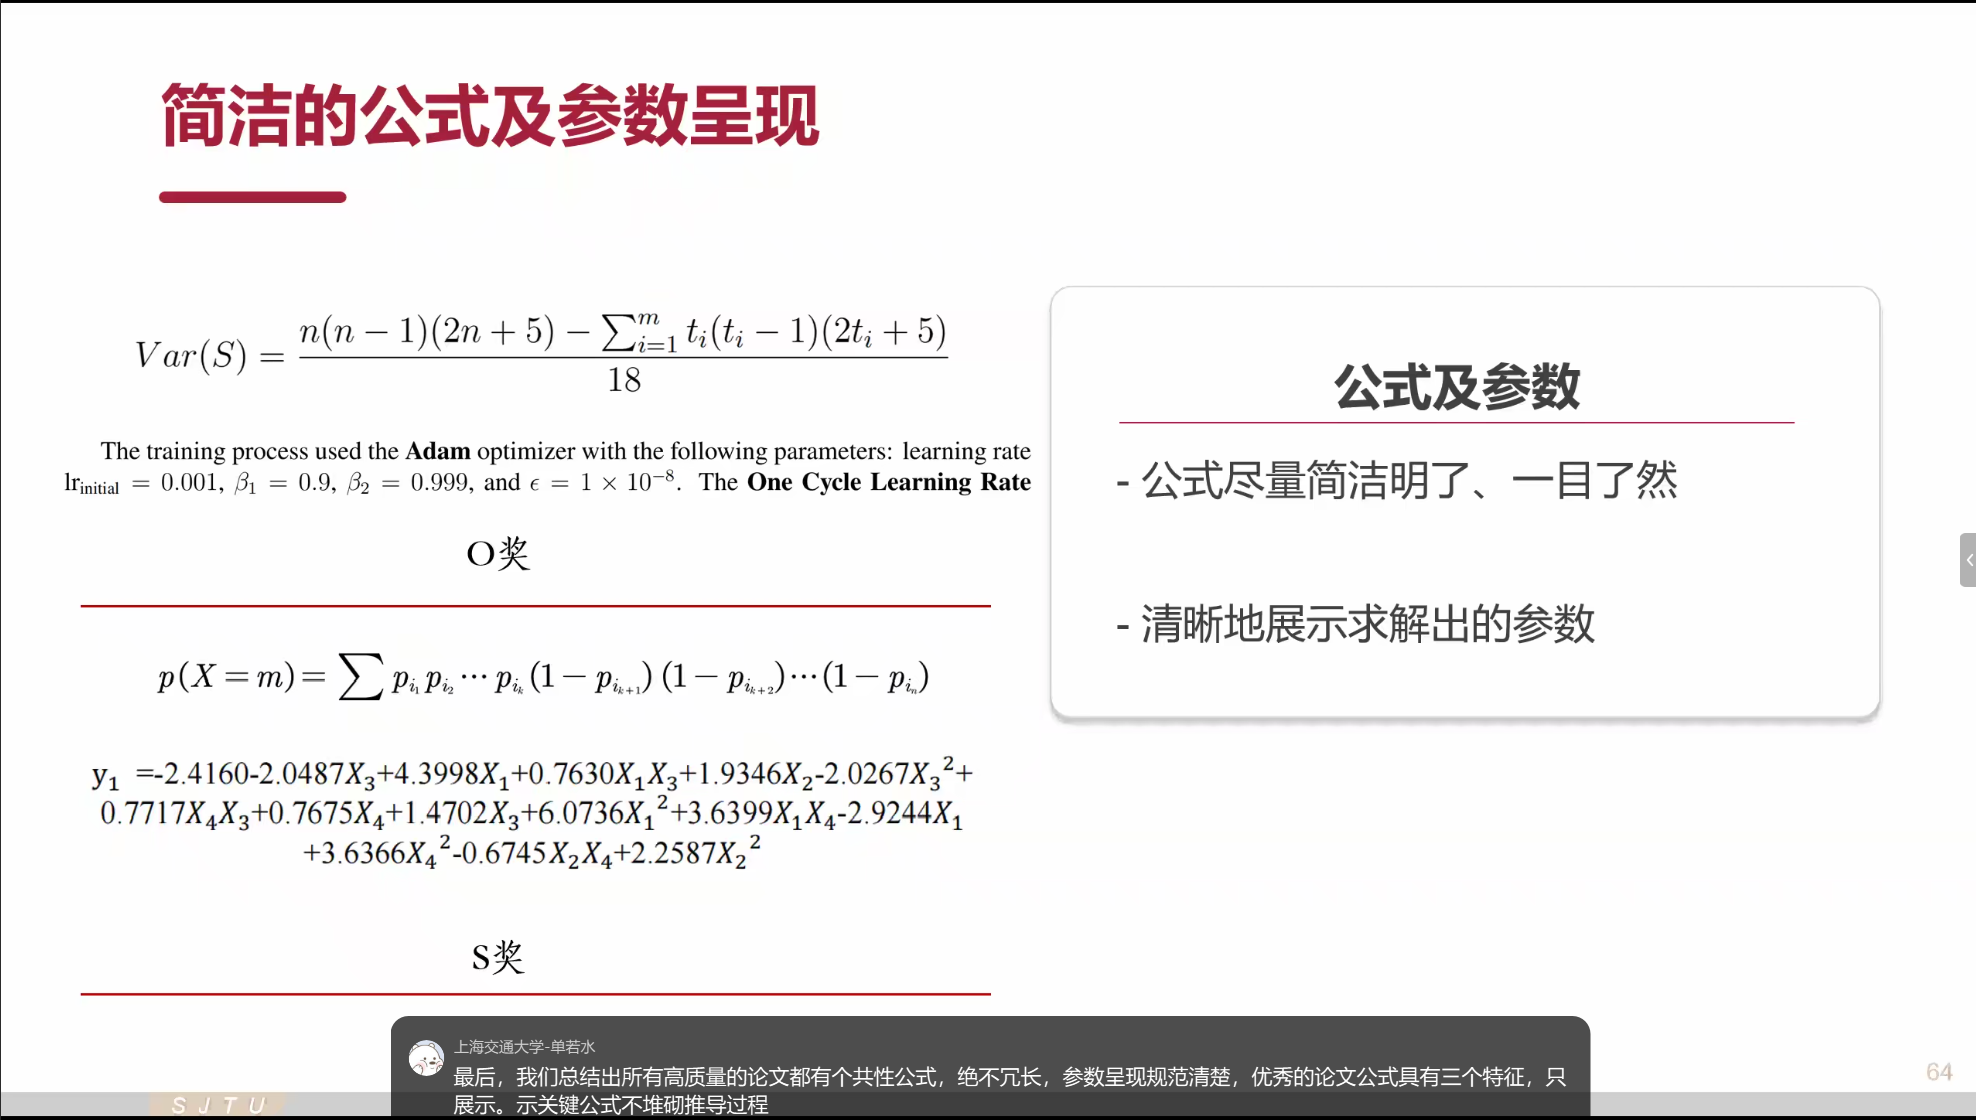 简洁的公式及参数呈现
Var(S) = \frac{n(n − 1)(2n + 5) − \sum_{i=1}^{m} t_i(t_i − 1)(2t_i + 5)}{18}
The training process used the Adam optimizer with the following parameters: learning rate
lr_{initial} = 0.001, β_1 = 0.9, β_2 = 0.999, and ϵ = 1 × 10^{−8}. The One Cycle Learning Rate
O奖
p(X = m) = \sum p_{i_1} p_{i_2} ⋯ p_{i_k} (1 − p_{i_{k+1}}) (1 − p_{i_{k+2}}) ⋯ (1 − p_{i_n})
y_1 =-2.4160-2.0487X_3+4.3998X_1+0.7630X_1X_3+1.9346X_2-2.0267X_3^2+
0.7717X_4X_3+0.7675X_4+1.4702X_3+6.0736X_1^2+3.6399X_1X_4-2.9244X_1
+3.6366X_4^2-0.6745X_2X_4+2.2587X_2^2
S奖
公式及参数
- 公式尽量简洁明了、一目了然
- 清晰地展示求解出的参数
上海交通大学-单若水
最后，我们总结出所有高质量的论文都有个共性公式，绝不冗长，参数呈现规范清楚，优秀的论文公式具有三个特征，只
展示。示关键公式不堆砌推导过程
64
SJTU